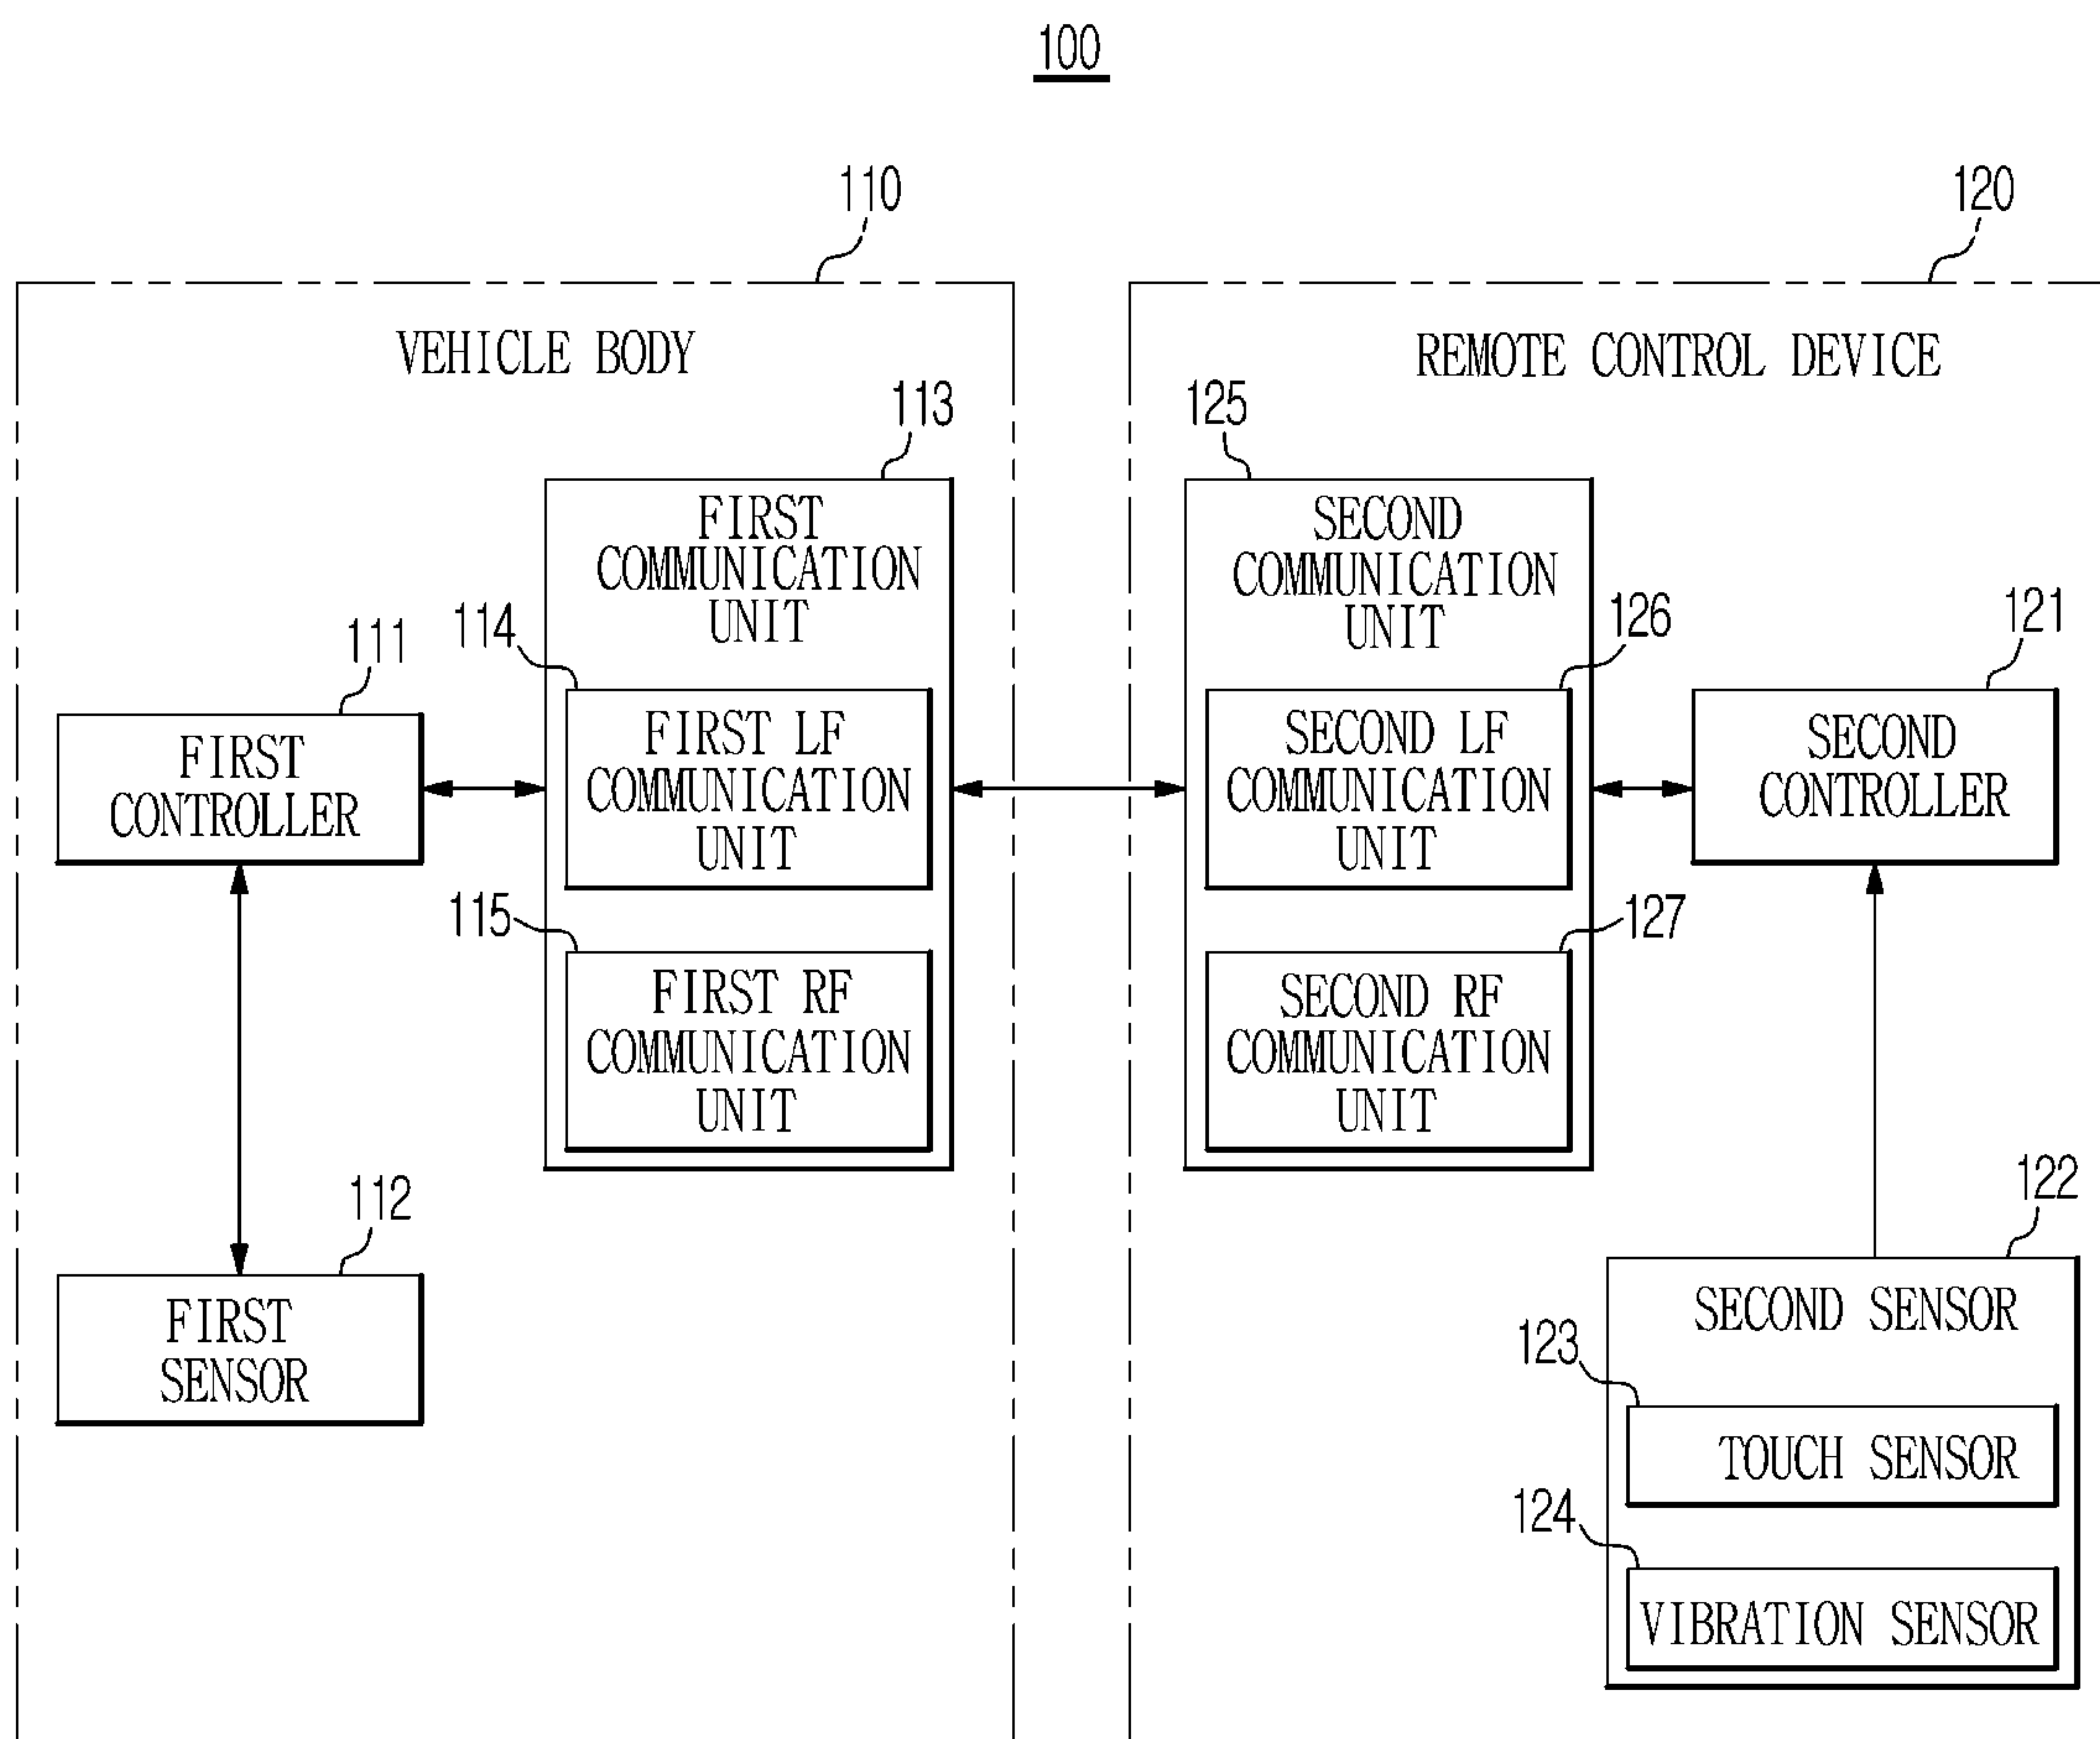 100
110
120
VEHICLE BODY
REMOTE CONTROL DEVICE
113
125
FIRST
COMMUNICATION
UNIT
SECOND
COMMUNICATION
UNIT
111
114
126
121
FIRST
CONTROLLER
FIRST LF
COMMUNICATION
UNIT
SECOND LF
COMMUNICATION
UNIT
SECOND
CONTROLLER
115
127
FIRST RF
COMMUNICATION
UNIT
SECOND RF
COMMUNICATION
UNIT
112
122
FIRST
SENSOR
SECOND SENSOR
123
TOUCH SENSOR
124
VIBRATION SENSOR